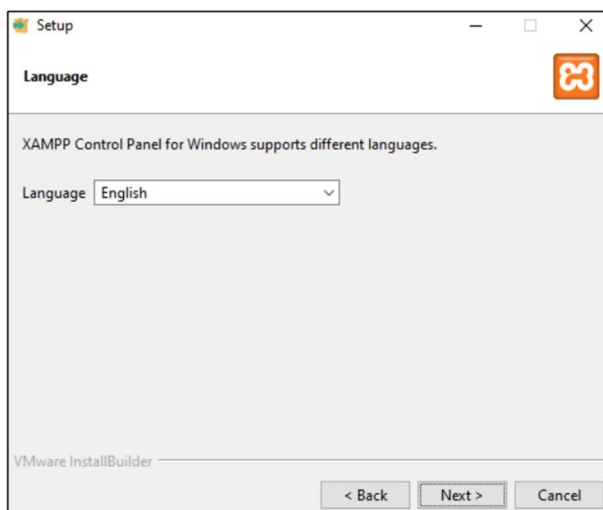 Setup
Language
XAMPP Control Panel for Windows supports different languages.
Language English
VMware InstallBuilder
< Back Next > Cancel